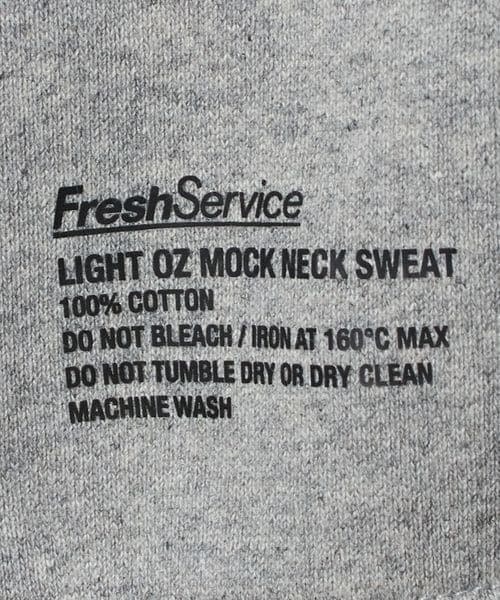 FreshService
LIGHT OZ MOCK NECK SWEAT
100% COTTON
DO NOT BLEACH / IRON AT 160°C MAX
DO NOT TUMBLE DRY OR DRY CLEAN
MACHINE WASH